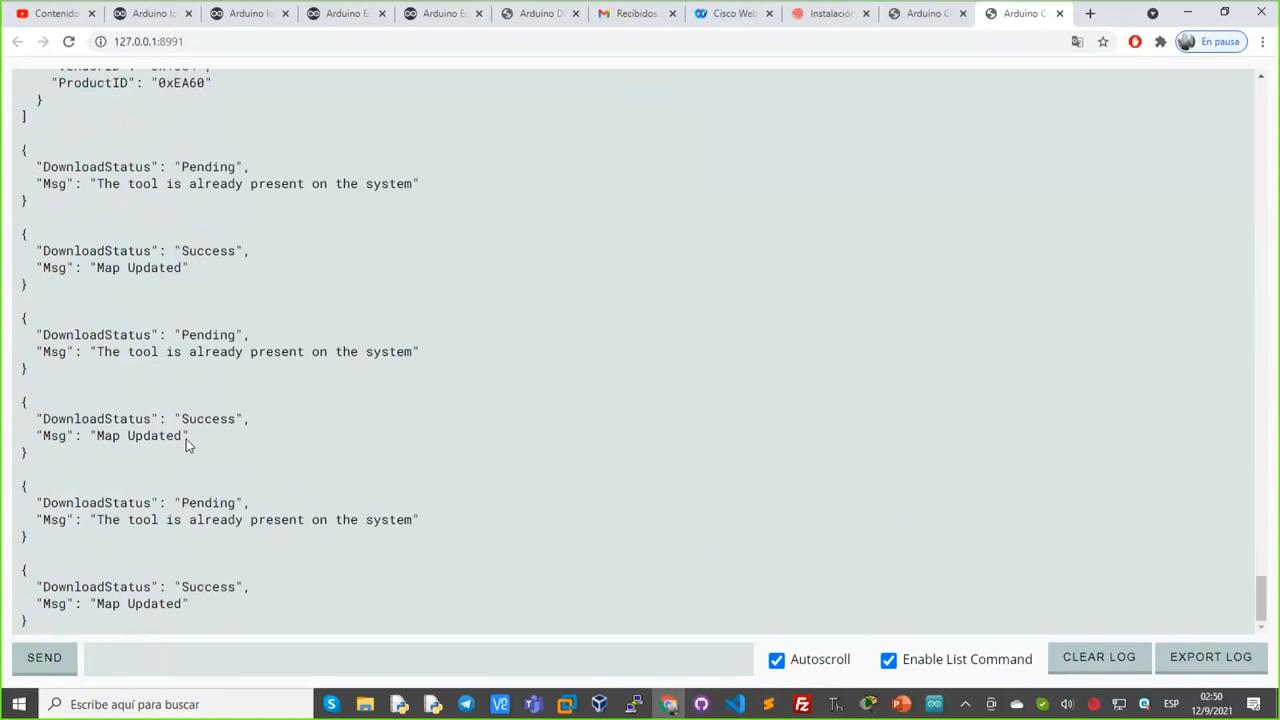 Contenido
Arduino Io
Arduino Io
Arduino E
Arduino E
Arduino D
Recibidos
Cisco Web
Instalación
Arduino C
Arduino C
127.0.0.1:8991
En pausa
"ProductID": "0xEA60"
}
]
{
"DownloadStatus": "Pending",
"Msg": "The tool is already present on the system"
}
{
"DownloadStatus": "Success",
"Msg": "Map Updated"
}
{
"DownloadStatus": "Pending",
"Msg": "The tool is already present on the system"
}
{
"DownloadStatus": "Success",
"Msg": "Map Updated"
}
{
"DownloadStatus": "Pending",
"Msg": "The tool is already present on the system"
}
{
"DownloadStatus": "Success",
"Msg": "Map Updated"
}
SEND
Autoscroll
Enable List Command
CLEAR LOG
EXPORT LOG
Escribe aquí para buscar
ESP
02:50
12/9/2021